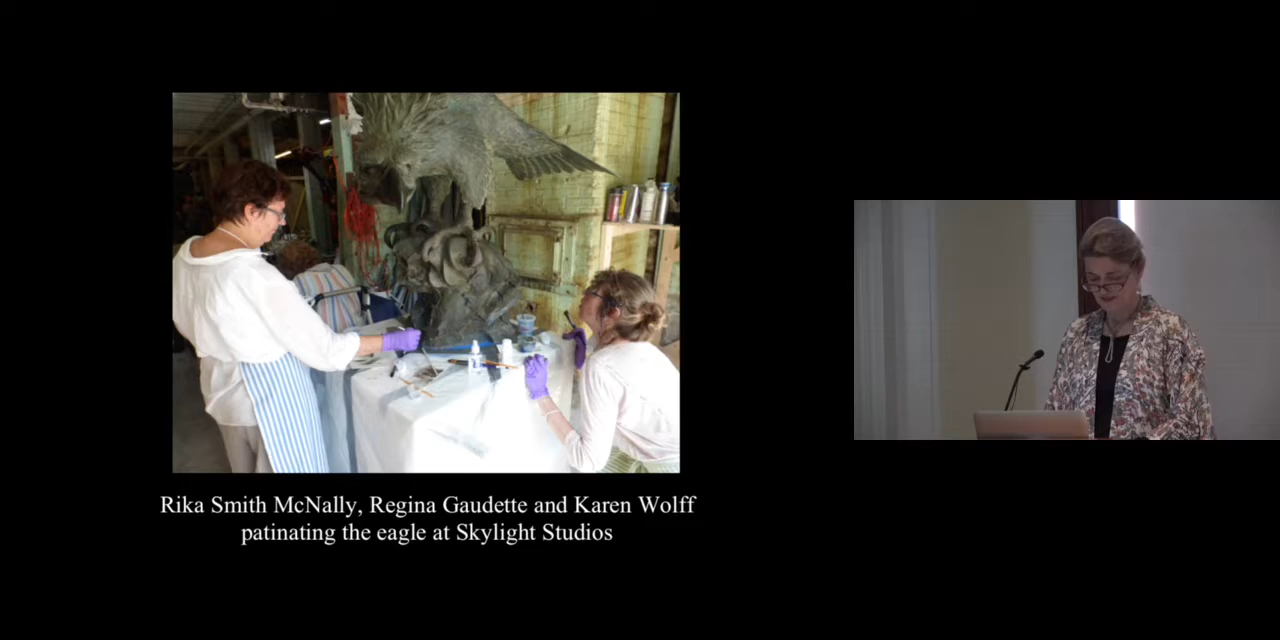 Rika Smith McNally, Regina Gaudette and Karen Wolff
patinating the eagle at Skylight Studios